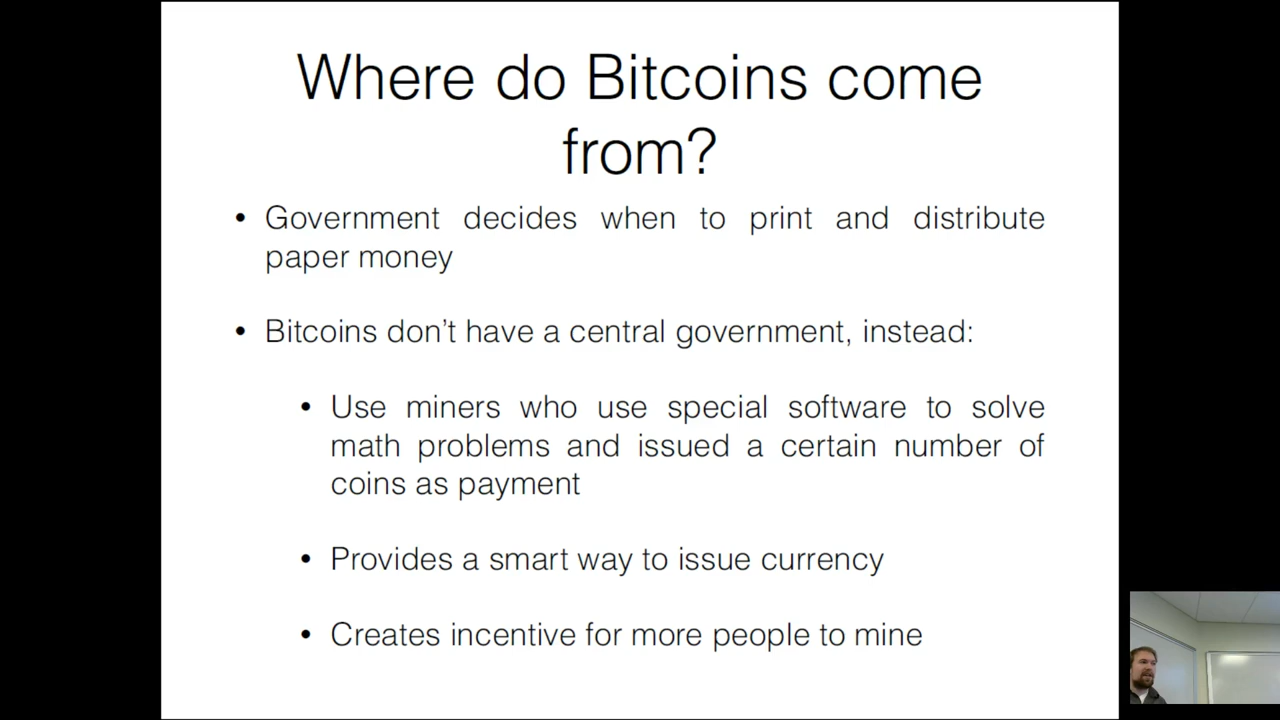 Where do Bitcoins come
from?
• Government decides when to print and distribute
paper money
• Bitcoins don’t have a central government, instead:
• Use miners who use special software to solve
math problems and issued a certain number of
coins as payment
• Provides a smart way to issue currency
• Creates incentive for more people to mine